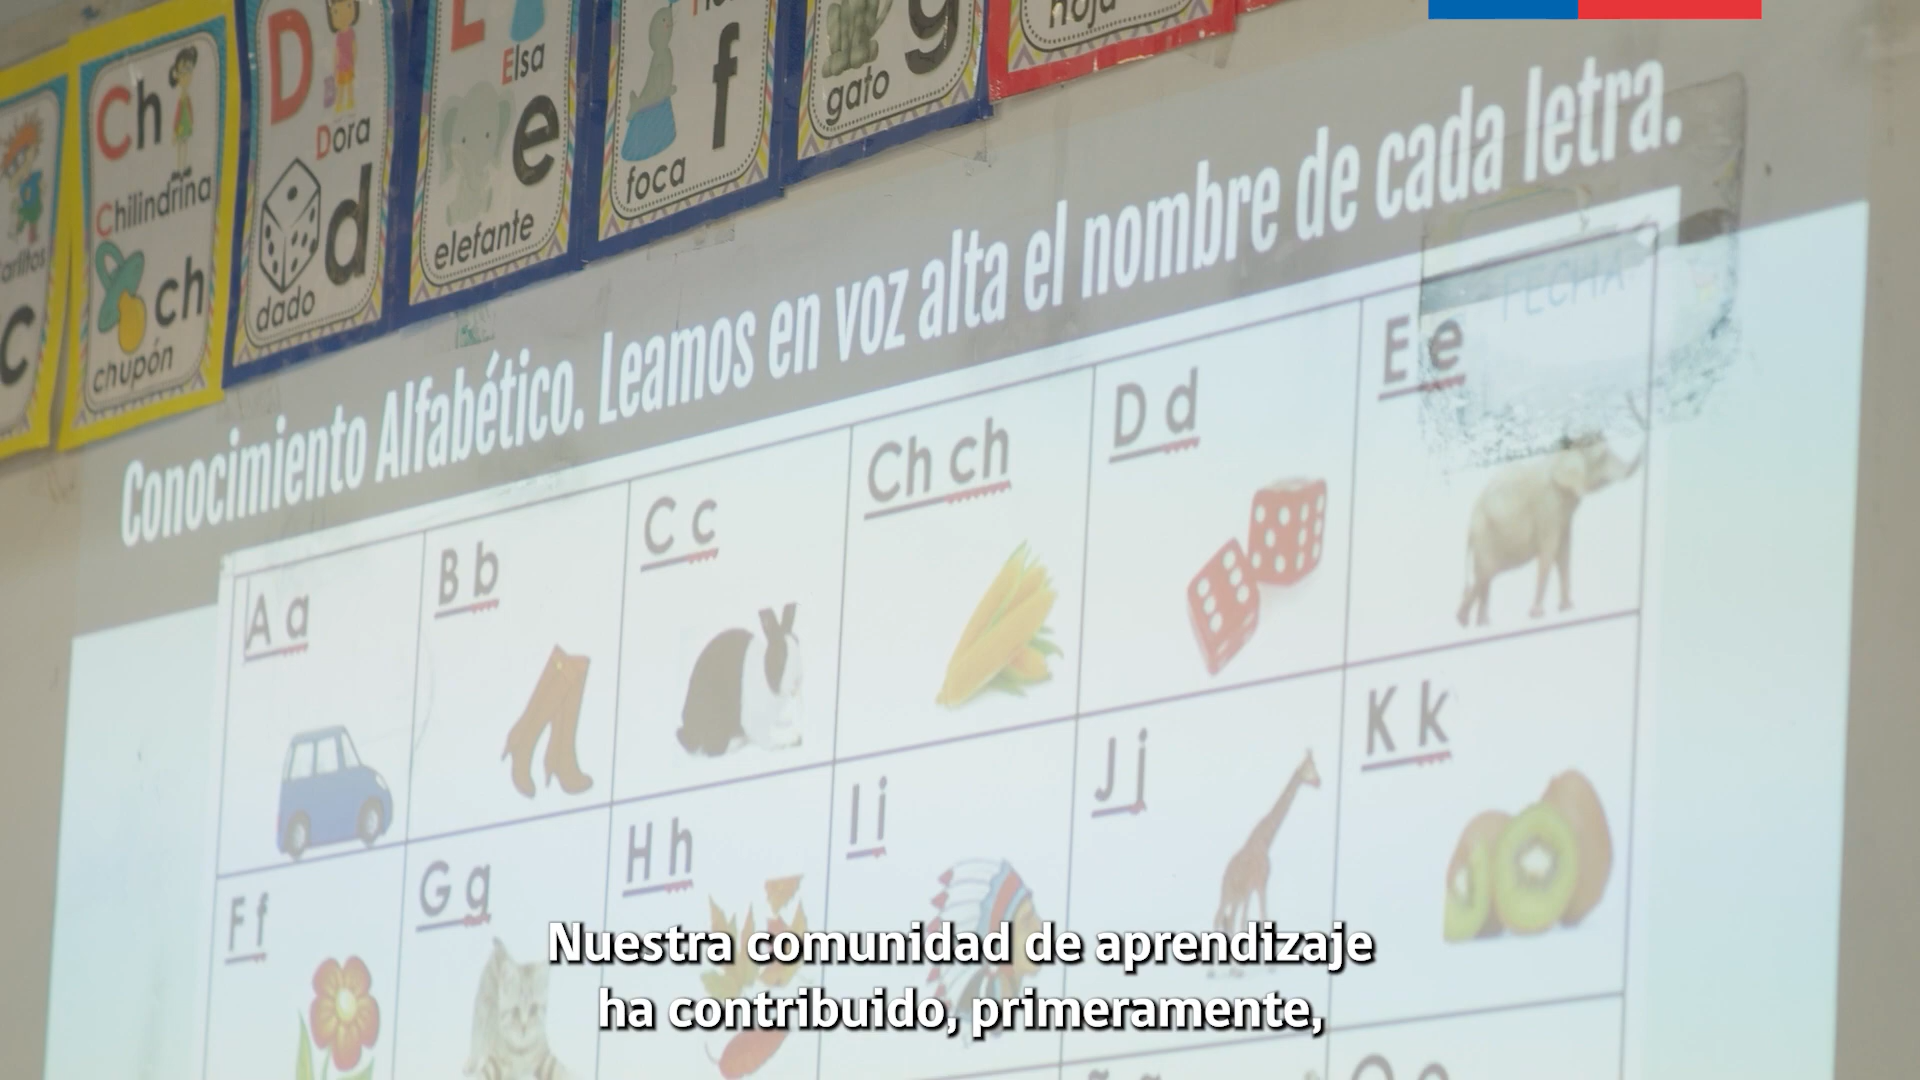 Ch
Chilindrina
ch
chupón
D
Dora
d
dado
E
Elsa
e
elefante
f
foca
g
gato
hoja
c
Conocimiento Alfabético. Leamos en voz alta el nombre de cada letra.
FECHA
A a
B b
C c
Ch ch
D d
E e
F f
G g
H h
I i
J j
K k
Nuestra comunidad de aprendizaje
ha contribuido, primeramente,